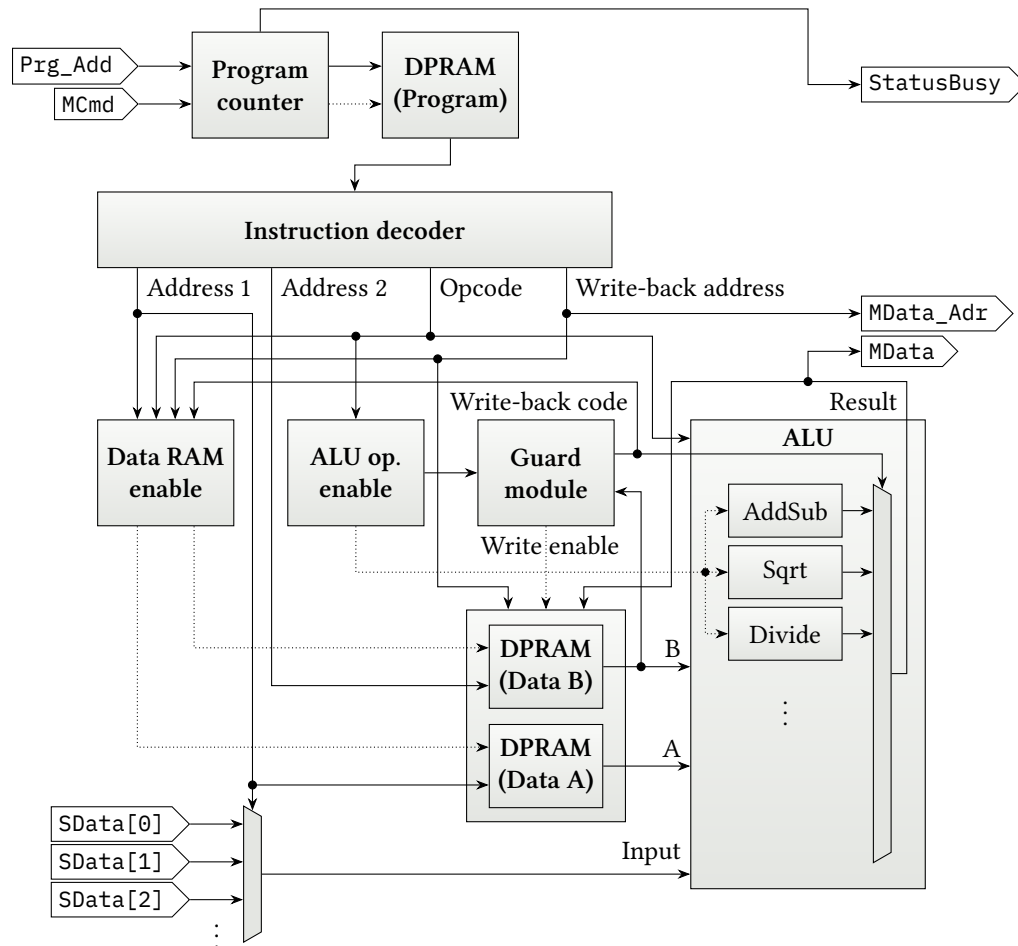 Prg_Add
MCmd
Program
counter
DPRAM
(Program)
StatusBusy
Instruction decoder
Address 1
Address 2
Opcode
Write-back address
MData_Adr
MData
Write-back code
Result
Data RAM
enable
ALU op.
enable
Guard
module
ALU
AddSub
Write enable
Sqrt
Divide
DPRAM
(Data B)
B
DPRAM
(Data A)
A
SData[0]
SData[1]
SData[2]
Input